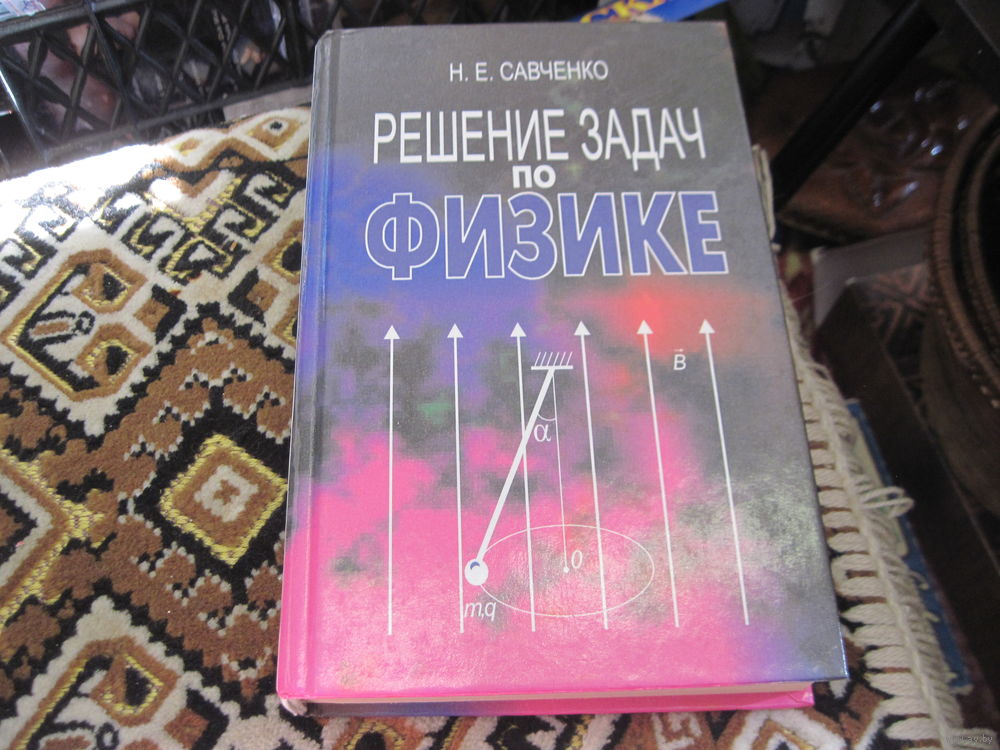 Н. Е. САВЧЕНКО
РЕШЕНИЕ ЗАДАЧ
ПО
ФИЗИКЕ
B
α
0
m,q